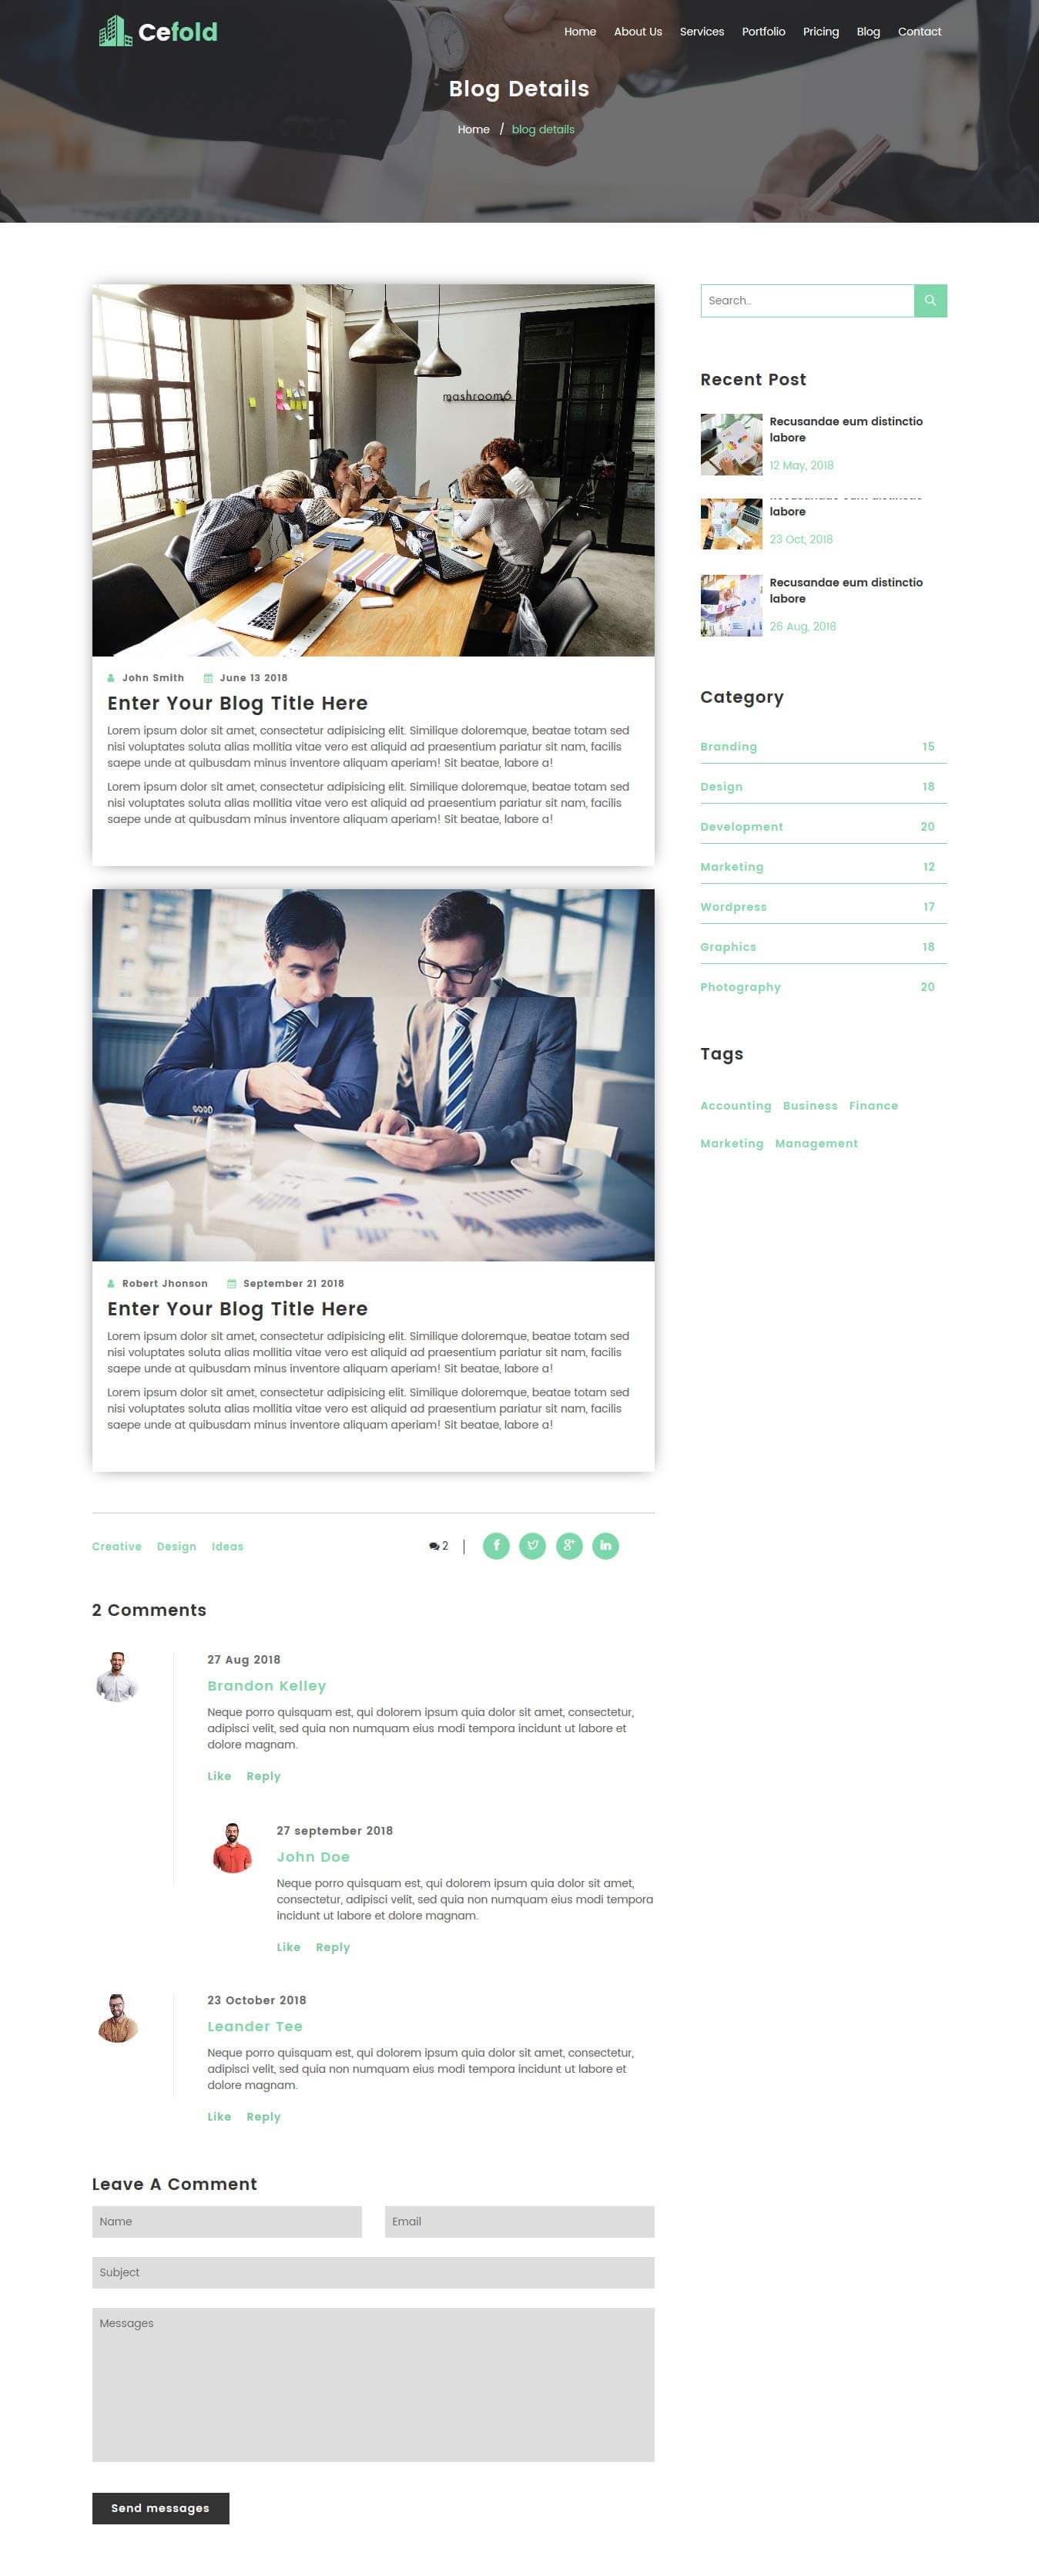 Cefold
Home About Us Services Portfolio Pricing Blog Contact
Blog Details
Home / blog details
mashroom6
John Smith June 13 2018
Enter Your Blog Title Here
Lorem ipsum dolor sit amet, consectetur adipisicing elit. Similique doloremque, beatae totam sed
nisi voluptates soluta alias mollitia vitae vero est aliquid ad praesentium pariatur sit nam, facilis
saepe unde at quibusdam minus inventore aliquam aperiam! Sit beatae, labore a!
Lorem ipsum dolor sit amet, consectetur adipisicing elit. Similique doloremque, beatae totam sed
nisi voluptates soluta alias mollitia vitae vero est aliquid ad praesentium pariatur sit nam, facilis
saepe unde at quibusdam minus inventore aliquam aperiam! Sit beatae, labore a!
Robert Jhonson September 21 2018
Enter Your Blog Title Here
Lorem ipsum dolor sit amet, consectetur adipisicing elit. Similique doloremque, beatae totam sed
nisi voluptates soluta alias mollitia vitae vero est aliquid ad praesentium pariatur sit nam, facilis
saepe unde at quibusdam minus inventore aliquam aperiam! Sit beatae, labore a!
Lorem ipsum dolor sit amet, consectetur adipisicing elit. Similique doloremque, beatae totam sed
nisi voluptates soluta alias mollitia vitae vero est aliquid ad praesentium pariatur sit nam, facilis
saepe unde at quibusdam minus inventore aliquam aperiam! Sit beatae, labore a!
Creative Design Ideas 2
2 Comments
27 Aug 2018
Brandon Kelley
Neque porro quisquam est, qui dolorem ipsum quia dolor sit amet, consectetur,
adipisci velit, sed quia non numquam eius modi tempora incidunt ut labore et
dolore magnam.
Like Reply
27 september 2018
John Doe
Neque porro quisquam est, qui dolorem ipsum quia dolor sit amet,
consectetur, adipisci velit, sed quia non numquam eius modi tempora
incidunt ut labore et dolore magnam.
Like Reply
23 October 2018
Leander Tee
Neque porro quisquam est, qui dolorem ipsum quia dolor sit amet, consectetur,
adipisci velit, sed quia non numquam eius modi tempora incidunt ut labore et
dolore magnam.
Like Reply
Leave A Comment
Name Email
Subject
Messages
Send messages
Search..
Recent Post
Recusandae eum distinctio
labore
12 May, 2018
labore
23 Oct, 2018
Recusandae eum distinctio
labore
26 Aug, 2018
Category
Branding 15
Design 18
Development 20
Marketing 12
Wordpress 17
Graphics 18
Photography 20
Tags
Accounting Business Finance
Marketing Management